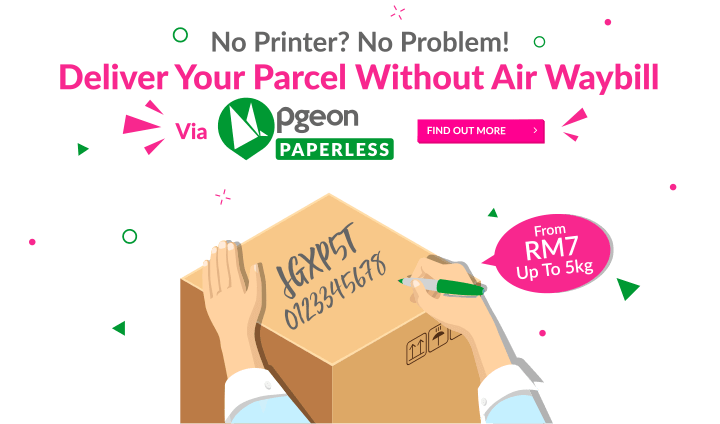 No Printer? No Problem!
Deliver Your Parcel Without Air Waybill
Via pgeon
PAPERLESS
FIND OUT MORE
From
RM7
Up To 5kg
JGXP5T
0123345678